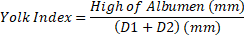 Yolk Index = High of Albumen (mm) / (D1 + D2) (mm)